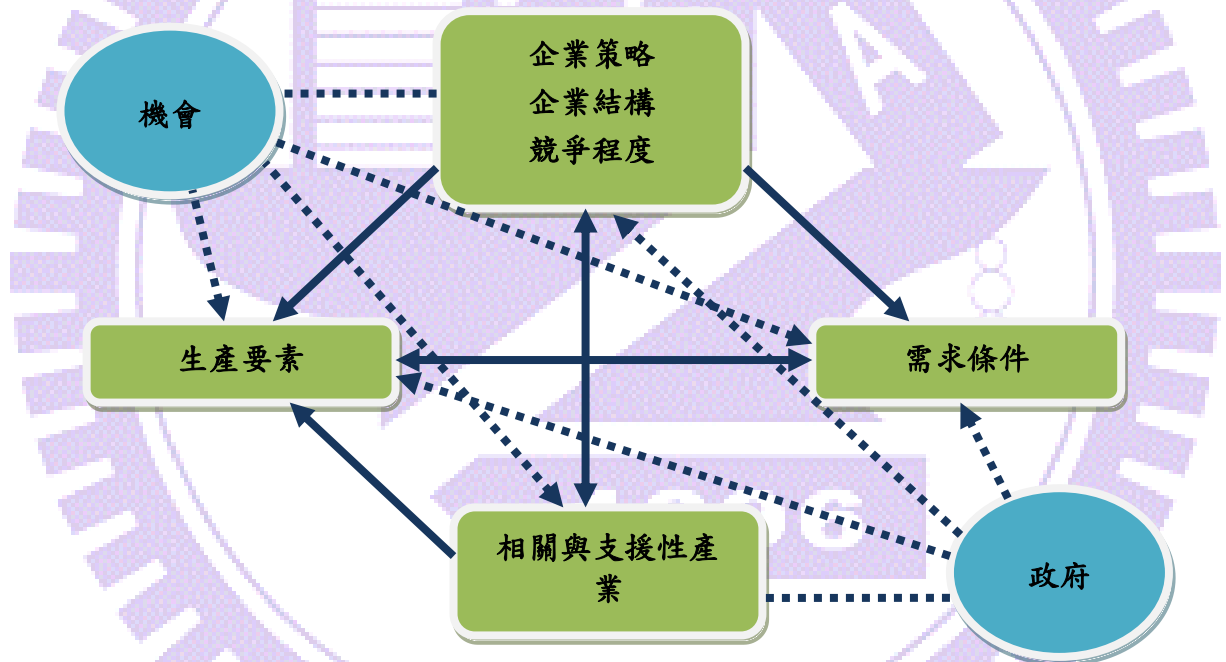 機會
企業策略
企業結構
競爭程度
生產要素
需求條件
相關與支援性產
業
政府
A